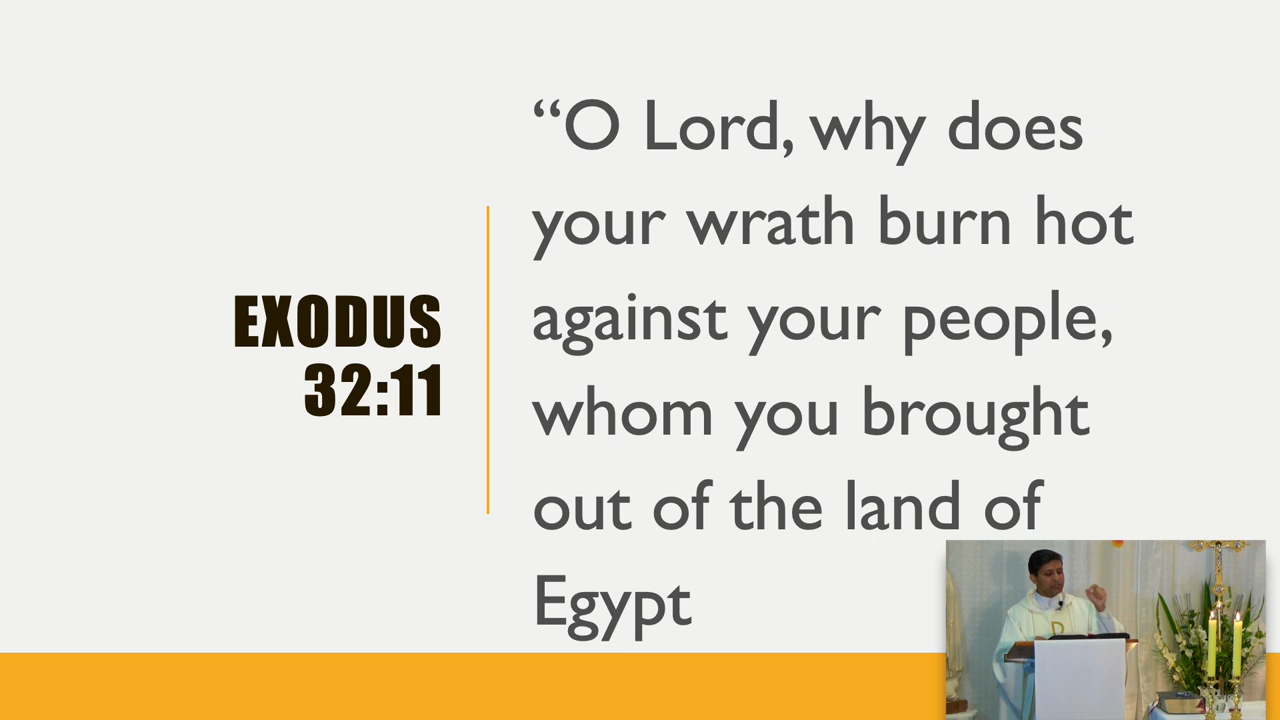 EXODUS
32:11
“O Lord, why does
your wrath burn hot
against your people,
whom you brought
out of the land of
Egypt